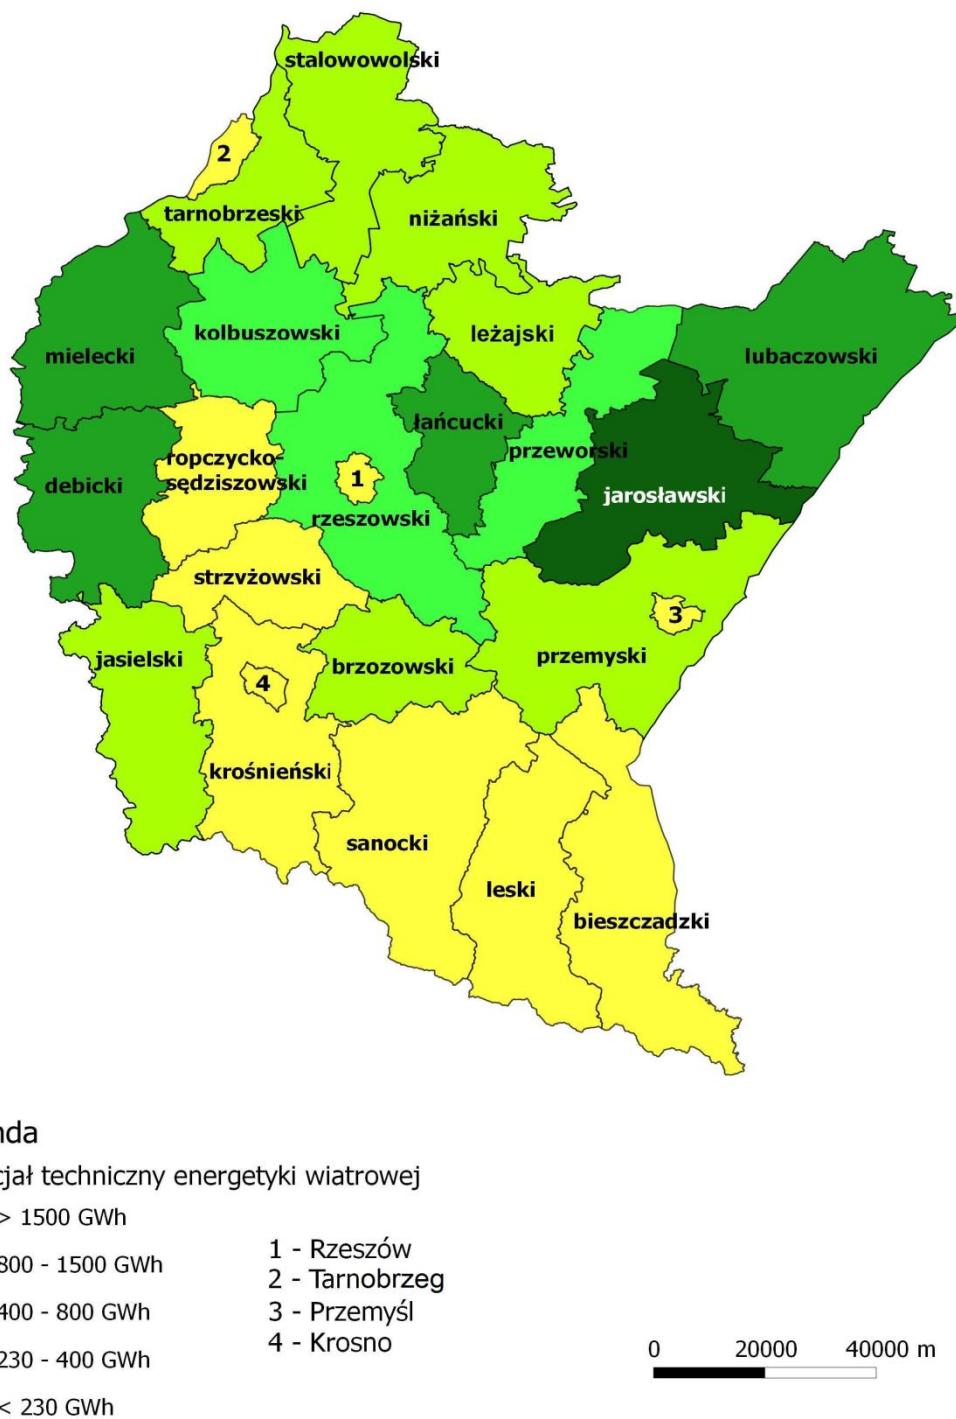 stalowowolski
2
tarnobrzeski
niżański
kolbuszowski
leżajski
mielecki
lubaczowski
łańcucki
przeworski
ropczycko-
sędziszowski
debicki
1
jarosławski
rzeszowski
strzyżowski
3
jasielski
brzozowski
przemyski
4
krośnieński
sanocki
leski
bieszczadzki
nda
cjał techniczny energetyki wiatrowej
> 1500 GWh
800 - 1500 GWh
400 - 800 GWh
230 - 400 GWh
< 230 GWh
1 - Rzeszów
2 - Tarnobrzeg
3 - Przemyśl
4 - Krosno
0 20000 40000 m